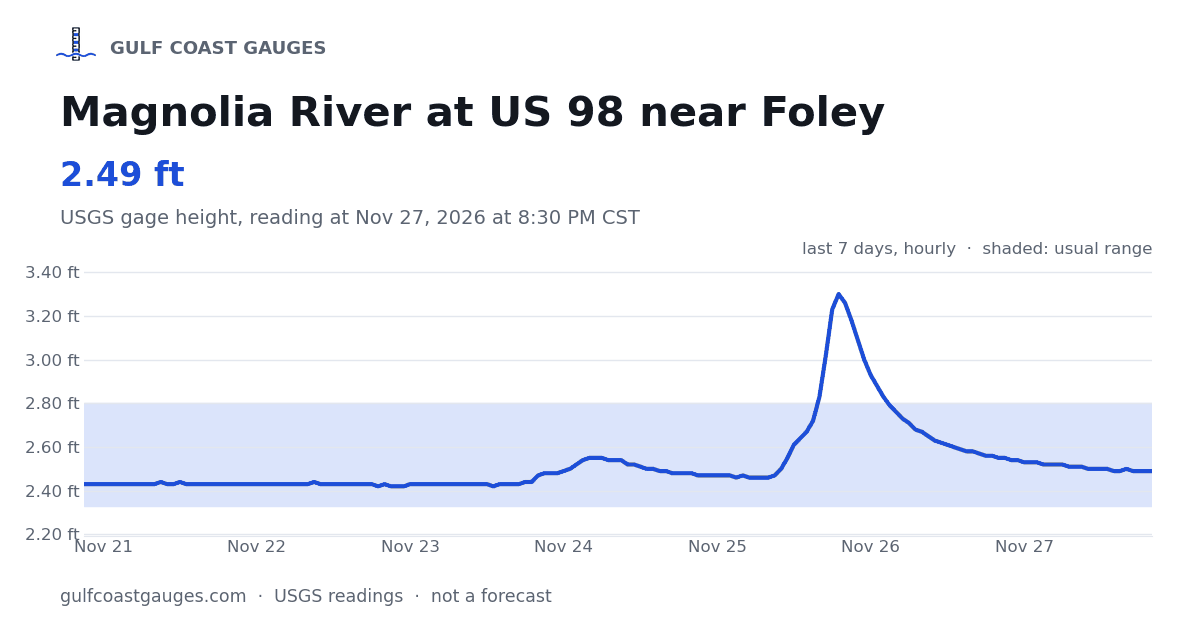 GULF COAST GAUGES
Magnolia River at US 98 near Foley
2.49 ft
USGS gage height, reading at Nov 27, 2026 at 8:30 PM CST
last 7 days, hourly · shaded: usual range
3.40 ft
3.20 ft
3.00 ft
2.80 ft
2.60 ft
2.40 ft
2.20 ft
Nov 21 Nov 22 Nov 23 Nov 24 Nov 25 Nov 26 Nov 27
gulfcoastgauges.com · USGS readings · not a forecast